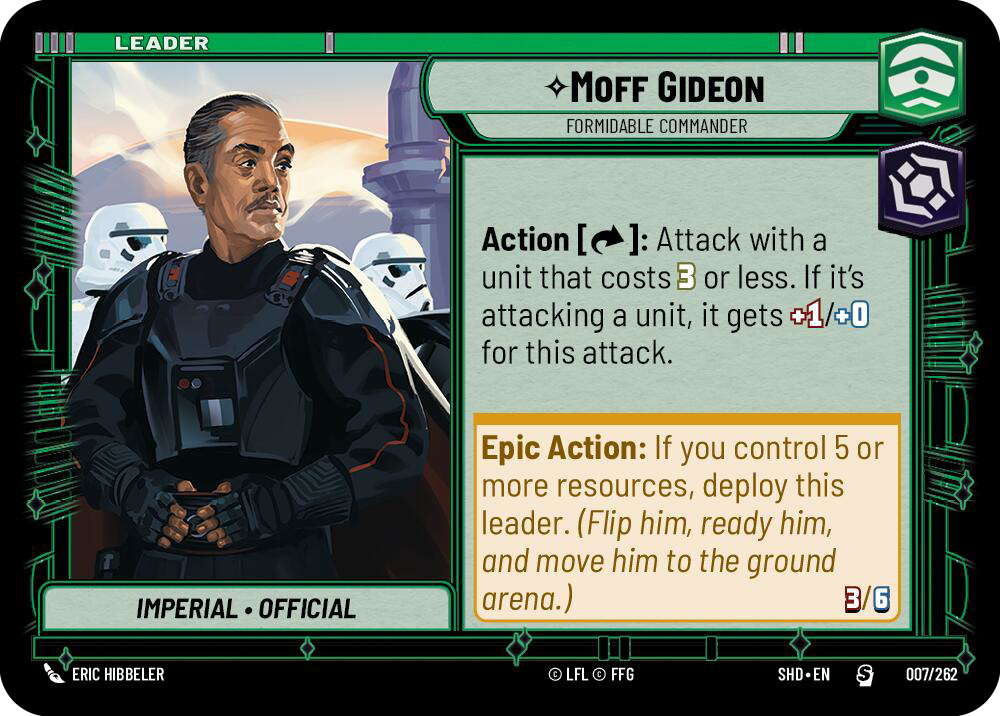 LEADER
MOFF GIDEON
FORMIDABLE COMMANDER
Action [ ]: Attack with a
unit that costs 3 or less. If it's
attacking a unit, it gets +1/+0
for this attack.
Epic Action: If you control 5 or
more resources, deploy this
leader. (Flip him, ready him,
and move him to the ground
arena.)
3/6
IMPERIAL • OFFICIAL
ERIC HIBBELER
© LFL © FFG
SHD • EN
007/262